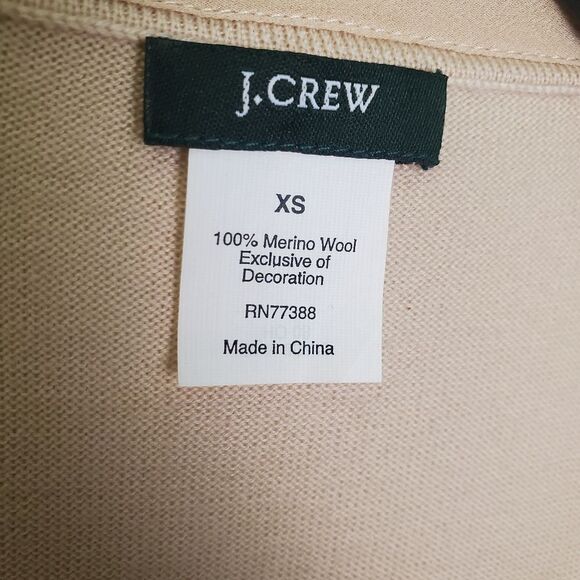 J.CREW
XS
100% Merino Wool
Exclusive of
Decoration
RN77388
Made in China